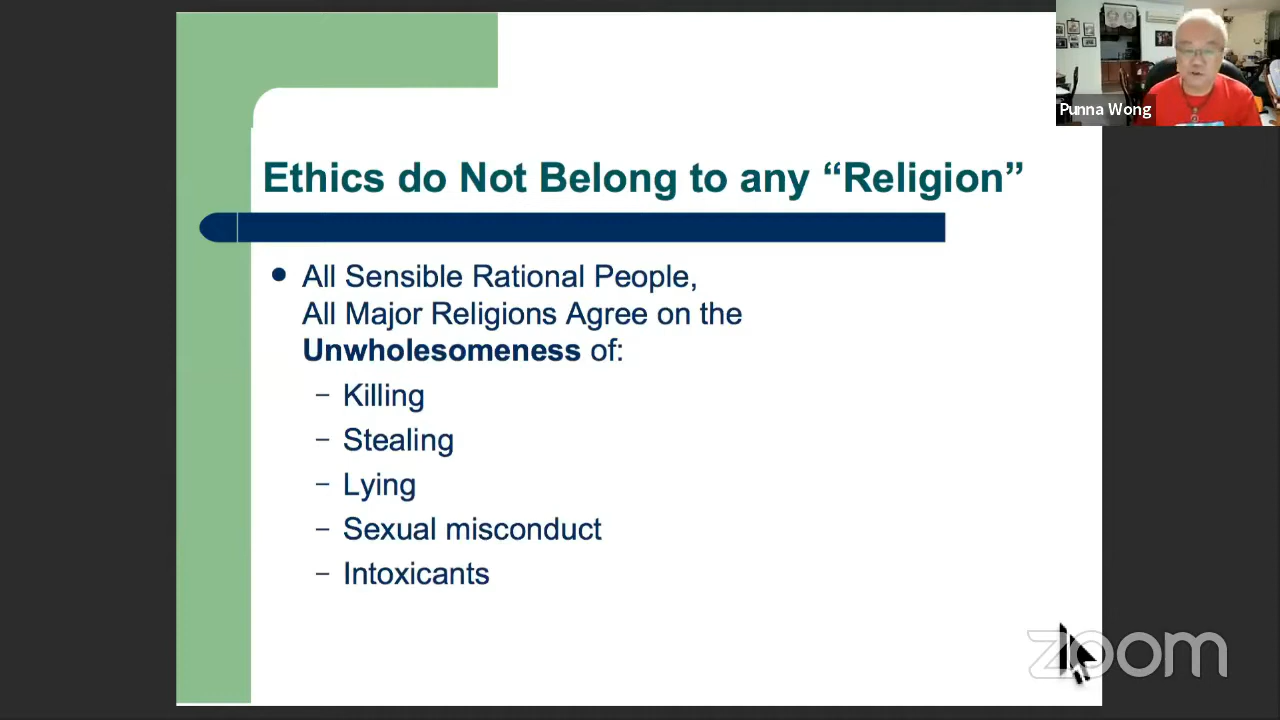 Punna Wong
Ethics do Not Belong to any “Religion”
● All Sensible Rational People,
All Major Religions Agree on the
Unwholesomeness of:
– Killing
– Stealing
– Lying
– Sexual misconduct
– Intoxicants
zoom